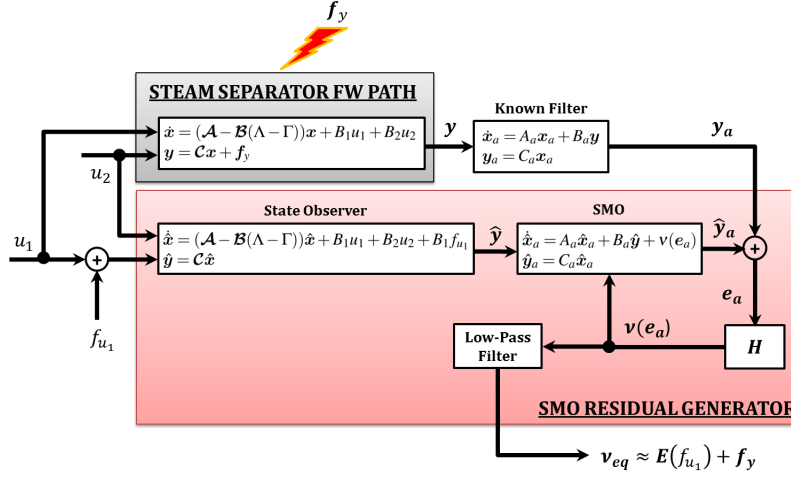 f_y
STEAM SEPARATOR FW PATH
ẋ = (𝓐 − 𝓑(Λ − Γ))x + B₁u₁ + B₂u₂
y = 𝓒x + f_y
y
Known Filter
ẋ_a = A_a x_a + B_a y
y_a = C_a x_a
y_a
u₂
u₁
State Observer
x̂̇ = (𝓐 − 𝓑(Λ − Γ))x̂ + B₁u₁ + B₂u₂ + B₁f_{u₁}
ŷ = 𝓒x̂
ŷ
SMO
x̂̇_a = A_a x̂_a + B_a ŷ + ν(e_a)
ŷ_a = C_a x̂_a
ŷ_a
+
+
e_a
f_{u₁}
ν(e_a)
Low-Pass
Filter
H
SMO RESIDUAL GENERATOR
ν_{eq} ≈ E(f_{u₁}) + f_y